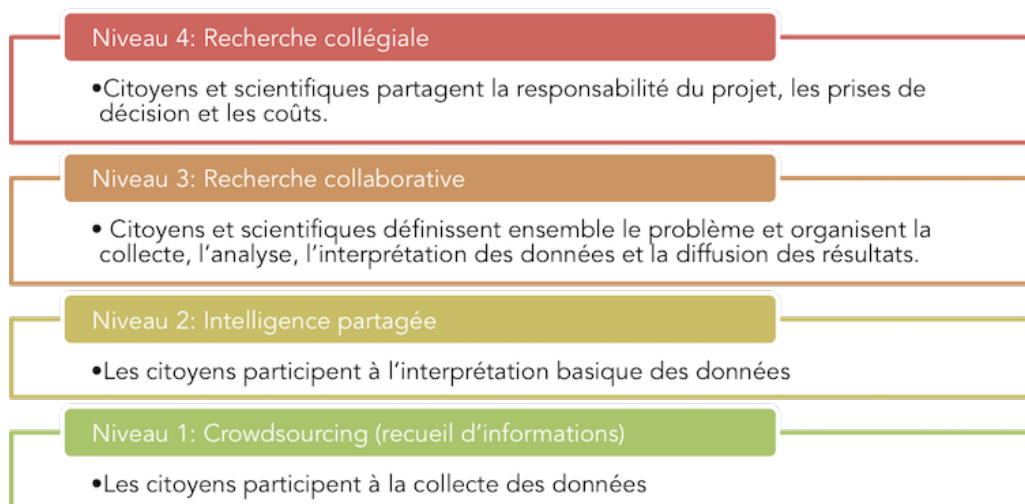 Niveau 4: Recherche collégiale
•Citoyens et scientifiques partagent la responsabilité du projet, les prises de
décision et les coûts.
Niveau 3: Recherche collaborative
• Citoyens et scientifiques définissent ensemble le problème et organisent la
collecte, l'analyse, l'interprétation des données et la diffusion des résultats.
Niveau 2: Intelligence partagée
•Les citoyens participent à l'interprétation basique des données
Niveau 1: Crowdsourcing (recueil d'informations)
•Les citoyens participent à la collecte des données